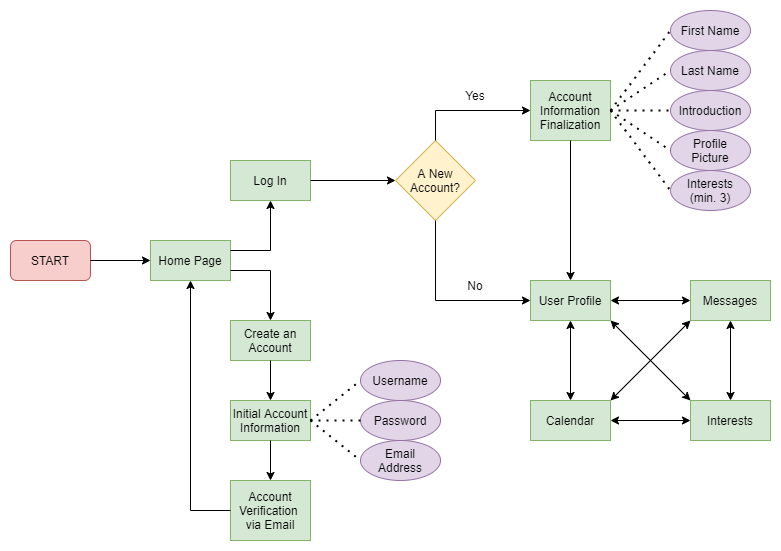 First Name
Last Name
Yes
Account
Information
Finalization
Introduction
Profile
Picture
Log In
A New
Account?
Interests
(min. 3)
START
Home Page
No
User Profile
Messages
Create an
Account
Username
Initial Account
Information
Password
Calendar
Interests
Email
Address
Account
Verification
via Email